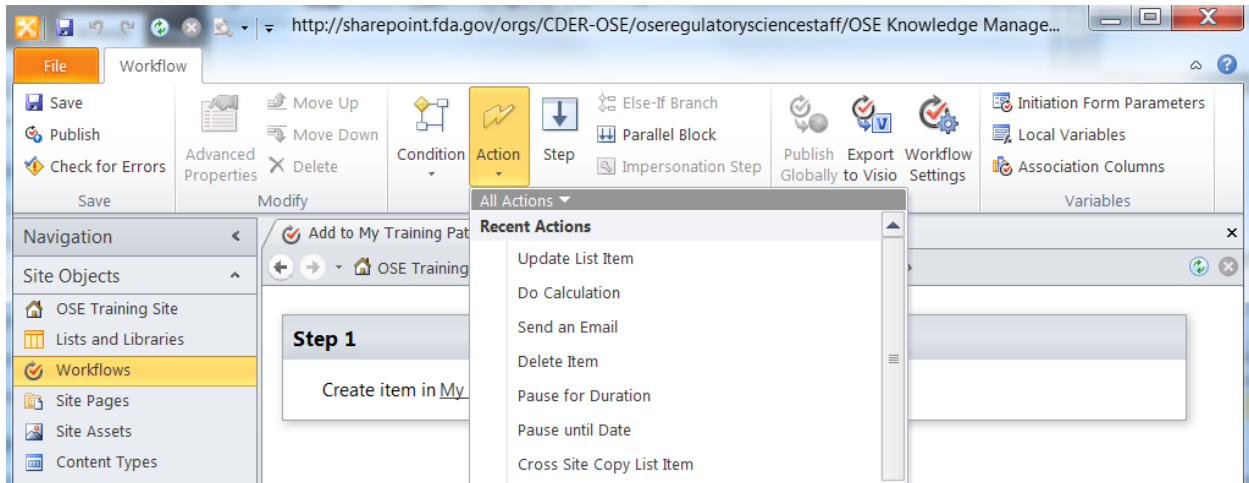 http://sharepoint.fda.gov/orgs/CDER-OSE/oseregulatorysciencestaff/OSE Knowledge Manage...
File
Workflow
Save
Publish
Check for Errors
Save
Advanced
Properties
Move Up
Move Down
Delete
Modify
Condition
Action
Step
Else-If Branch
Parallel Block
Impersonation Step
Publish
Globally
Export
to Visio
Workflow
Settings
Initiation Form Parameters
Local Variables
Association Columns
Variables
All Actions
Recent Actions
Update List Item
Do Calculation
Send an Email
Delete Item
Pause for Duration
Pause until Date
Cross Site Copy List Item
Navigation
Site Objects
OSE Training Site
Lists and Libraries
Workflows
Site Pages
Site Assets
Content Types
Add to My Training Pat
OSE Training
Step 1
Create item in My